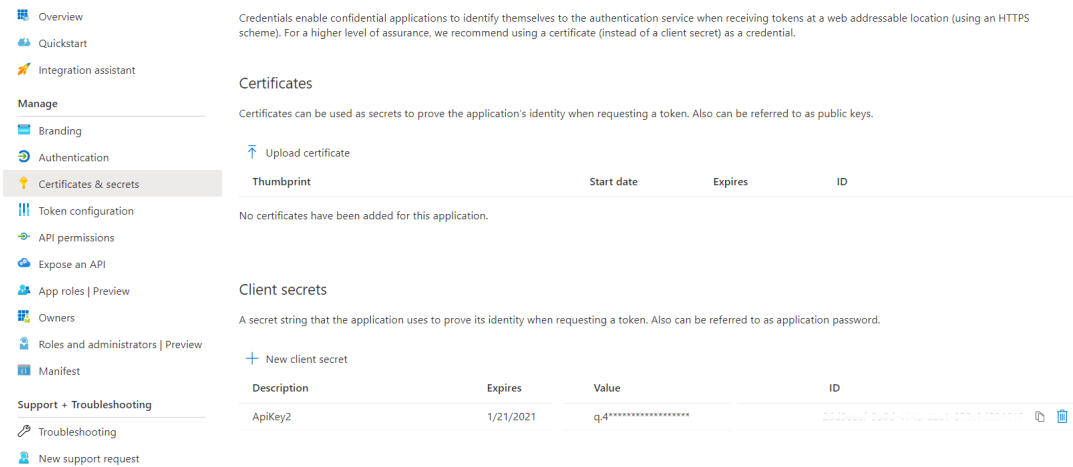 Overview
Quickstart
Integration assistant
Manage
Branding
Authentication
Certificates & secrets
Token configuration
API permissions
Expose an API
App roles | Preview
Owners
Roles and administrators | Preview
Manifest
Support + Troubleshooting
Troubleshooting
New support request
Credentials enable confidential applications to identify themselves to the authentication service when receiving tokens at a web addressable location (using an HTTPS
scheme). For a higher level of assurance, we recommend using a certificate (instead of a client secret) as a credential.
Certificates
Certificates can be used as secrets to prove the application's identity when requesting a token. Also can be referred to as public keys.
Upload certificate
Thumbprint Start date Expires ID
No certificates have been added for this application.
Client secrets
A secret string that the application uses to prove its identity when requesting a token. Also can be referred to as application password.
New client secret
Description Expires Value ID
ApiKey2 1/21/2021 q.4******************